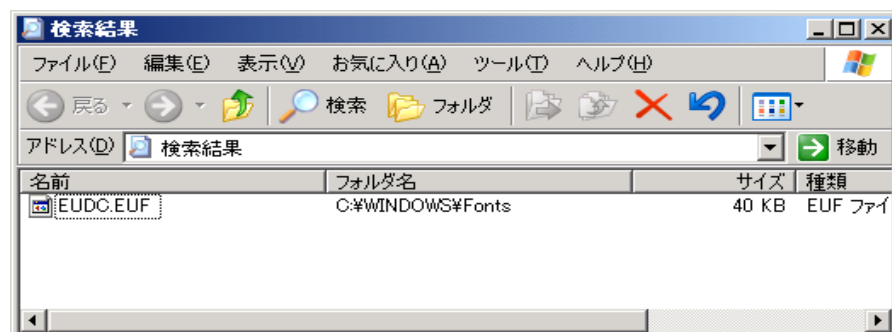 検索結果
ファイル(F) 編集(E) 表示(V) お気に入り(A) ツール(T) ヘルプ(H)
戻る 検索 フォルダ
アドレス(D) 検索結果 移動
名前 フォルダ名 サイズ 種類
EUDC.EUF C:¥WINDOWS¥Fonts 40 KB EUF ファイ